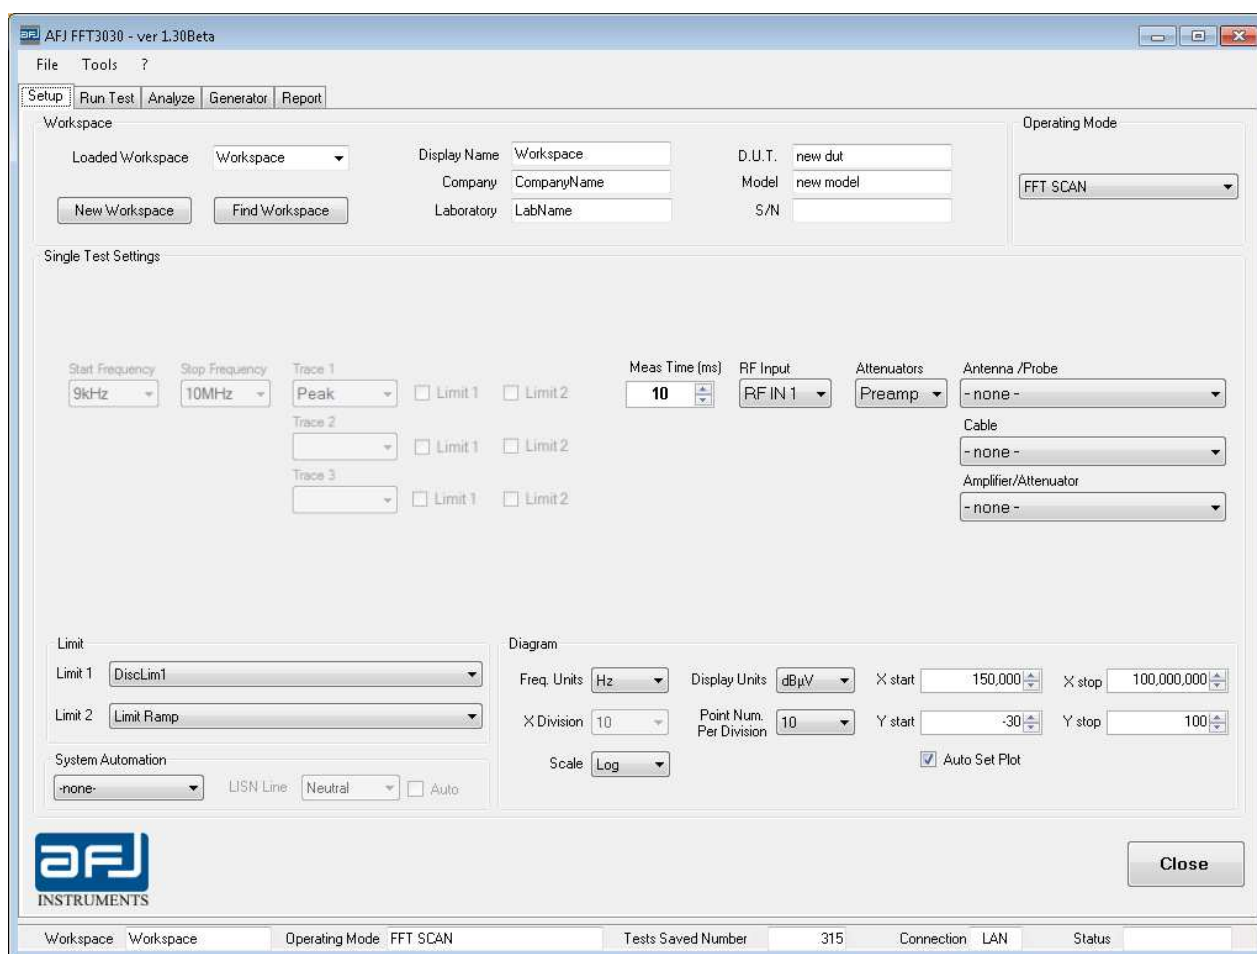 AFJ FFT3030 - ver 1.30Beta
File Tools ?
Setup Run Test Analyze Generator Report
Workspace
Operating Mode
Loaded Workspace Workspace
Display Name Workspace
D.U.T. new dut
Company CompanyName
Model new model
FFT SCAN
New Workspace Find Workspace
Laboratory LabName
S/N
Single Test Settings
Start Frequency Stop Frequency Trace 1 Meas Time (ms) RF Input Attenuators Antenna /Probe
9kHz 10MHz Peak Limit 1 Limit 2 10 RF IN 1 Preamp - none -
Trace 2 Cable
Limit 1 Limit 2 - none -
Trace 3 Amplifier/Attenuator
Limit 1 Limit 2 - none -
Limit
Limit 1 DiscLim1
Limit 2 Limit Ramp
System Automation
-none- LISN Line Neutral Auto
Diagram
Freq. Units Hz Display Units dBµV X start 150,000 X stop 100,000,000
X Division 10 Point Num. Per Division 10 Y start -30 Y stop 100
Scale Log Auto Set Plot
AFJ
INSTRUMENTS
Close
Workspace Workspace Operating Mode FFT SCAN Tests Saved Number 315 Connection LAN Status